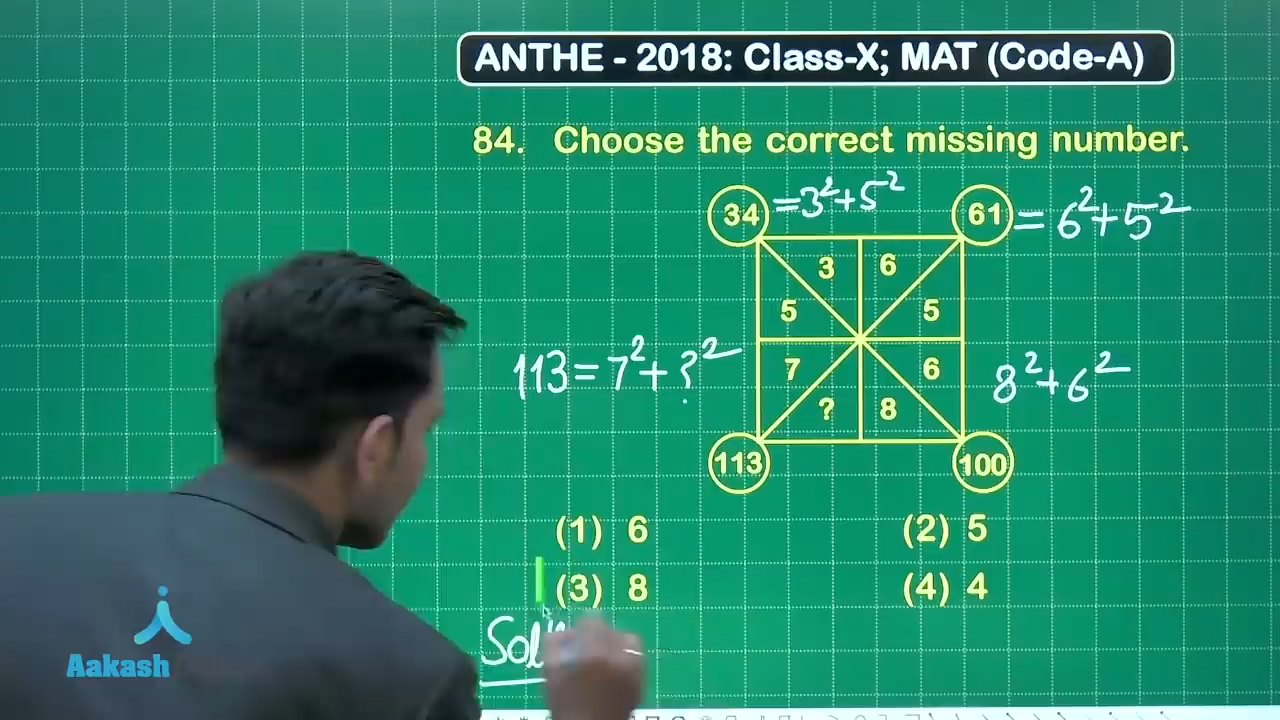 ANTHE - 2018: Class-X; MAT (Code-A)
84. Choose the correct missing number.
34 = 3² + 5²
61 = 6² + 5²
3 6
5 5
113 = 7² + ?²
7 6
8² + 6²
? 8
113 100
(1) 6 (2) 5
(3) 8 (4) 4
Aakash